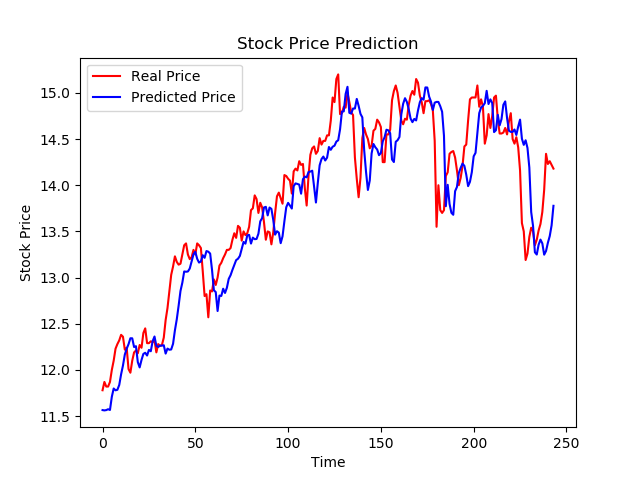 Stock Price Prediction
Real Price
Predicted Price
15.0
14.5
14.0
13.5
13.0
12.5
12.0
11.5
Stock Price
0 50 100 150 200 250
Time